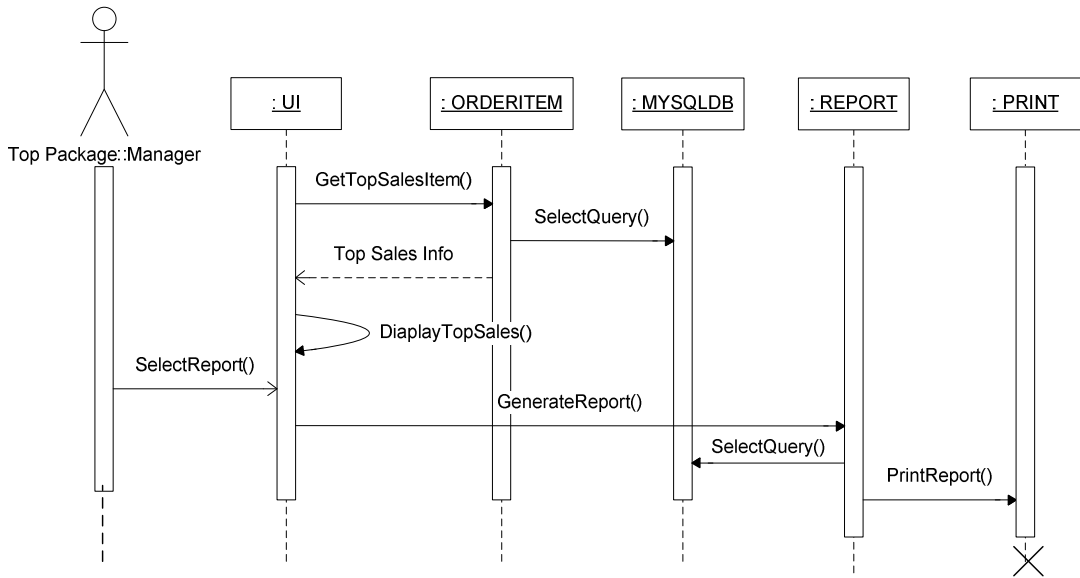 : UI
: ORDERITEM
: MYSQLDB
: REPORT
: PRINT
Top Package::Manager
GetTopSalesItem()
SelectQuery()
Top Sales Info
DiaplayTopSales()
SelectReport()
GenerateReport()
SelectQuery()
PrintReport()